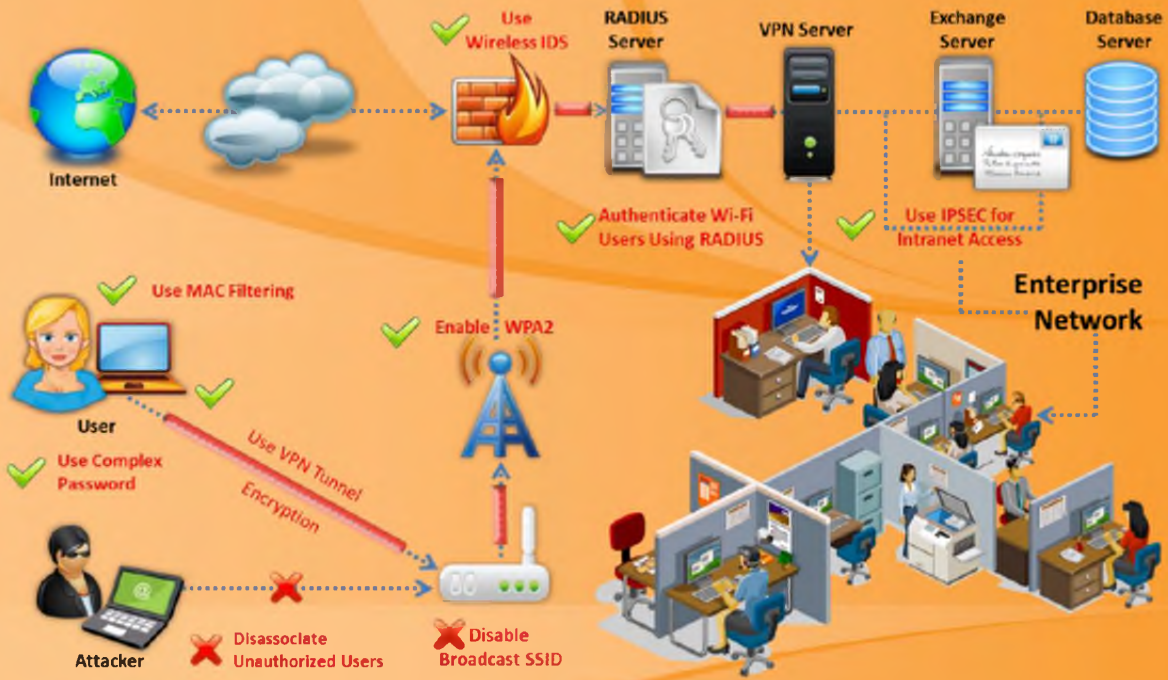 Use
Wireless IDS
RADIUS
Server
VPN Server
Exchange
Server
Database
Server
Internet
Authenticate Wi-Fi
Users Using RADIUS
Use IPSEC for
Intranet Access
Enterprise
Network
Use MAC Filtering
Enable WPA2
User
Use VPN Tunnel
Encryption
Use Complex
Password
Attacker
Disassociate
Unauthorized Users
Disable
Broadcast SSID